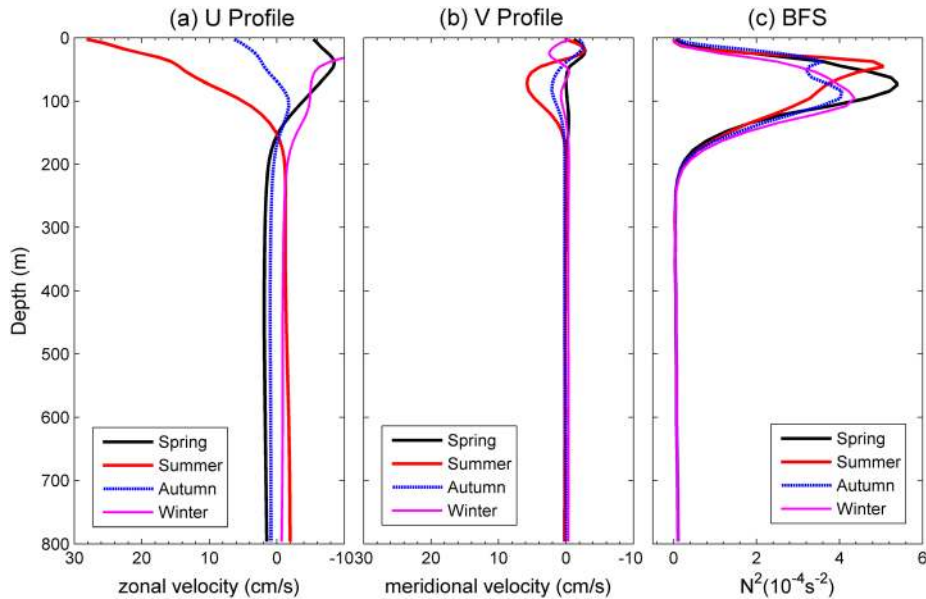 (a) U Profile
(b) V Profile
(c) BFS
0
100
200
300
400
500
600
700
800
Depth (m)
30 20 10 0 -10
zonal velocity (cm/s)
Spring
Summer
Autumn
Winter
30 20 10 0 -10
meridional velocity (cm/s)
Spring
Summer
Autumn
Winter
0 2 4 6
N²(10⁻⁴s⁻²)
Spring
Summer
Autumn
Winter